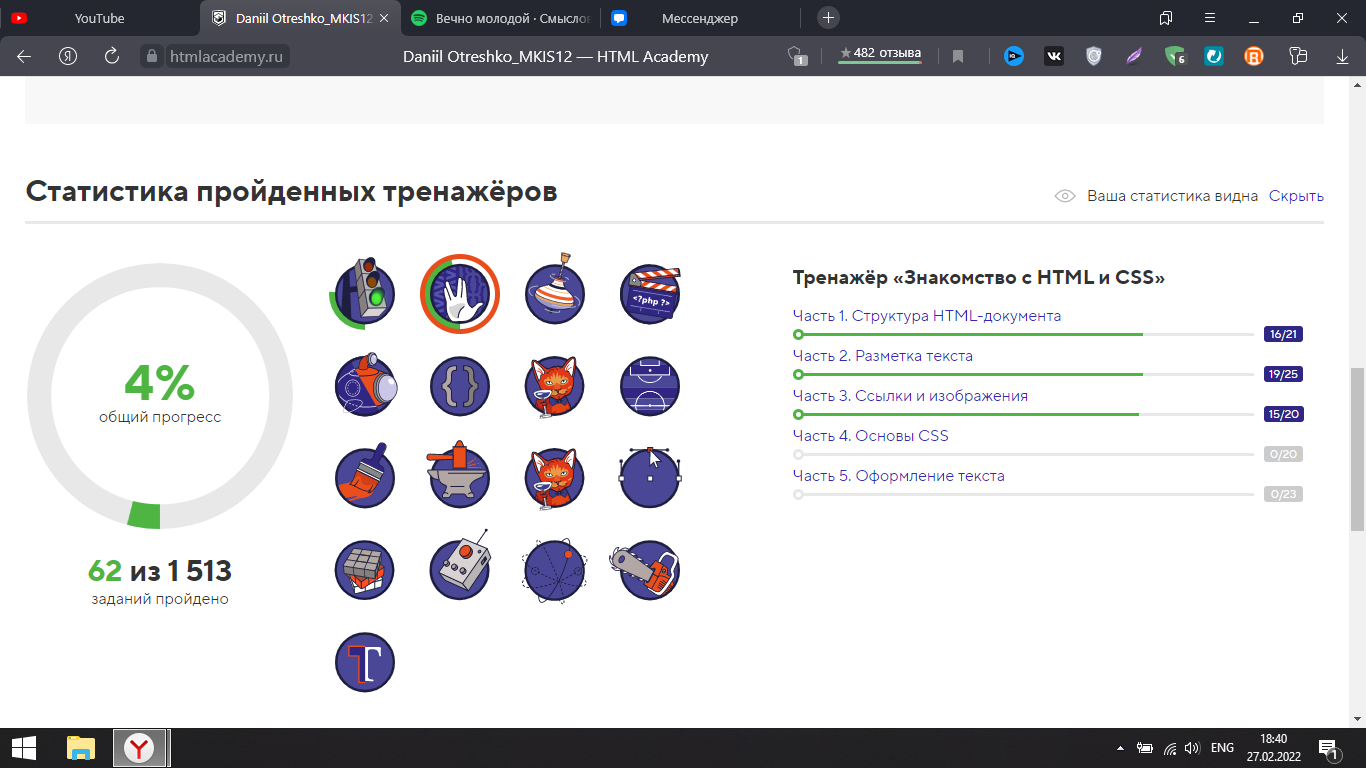 YouTube
Daniil Otreshko_MKIS12
Вечно молодой · Смыслов
Мессенджер
htmlacademy.ru
Daniil Otreshko_MKIS12 — HTML Academy
1
★482 отзыва
6
Статистика пройденных тренажёров
Ваша статистика видна Скрыть
4%
общий прогресс
62 из 1 513
заданий пройдено
<?php ?>
{ }
Тренажёр «Знакомство с HTML и CSS»
Часть 1. Структура HTML-документа
16/21
Часть 2. Разметка текста
19/25
Часть 3. Ссылки и изображения
15/20
Часть 4. Основы CSS
0/20
Часть 5. Оформление текста
0/23
ENG
18:40
27.02.2022
1